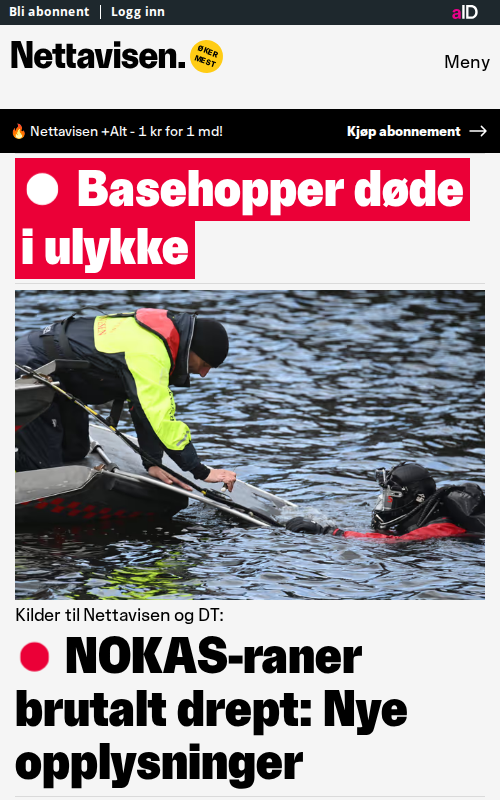 Bli abonnent | Logg inn
aID
Nettavisen.
ØKER
MEST
Meny
🔥 Nettavisen +Alt - 1 kr for 1 md!
Kjøp abonnement →
Basehopper døde
i ulykke
Kilder til Nettavisen og DT:
NOKAS-raner
brutalt drept: Nye
opplysninger